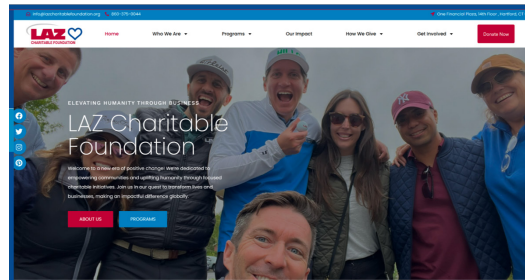 info@lazcharitablefoundation.org 860-575-0044 One Financial Plaza, 14th Floor, Hartford, CT
LAZ
CHARITABLE FOUNDATION
Home Who We Are Programs Our Impact How We Give Get Involved Donate Now
ELEVATING HUMANITY THROUGH BUSINESS
LAZ Charitable
Foundation
Welcome to a new era of positive change! We're dedicated to
empowering communities and uplifting humanity through focused
charitable initiatives. Join us in our quest to transform lives and
businesses, making an impactful difference globally.
ABOUT US PROGRAMS